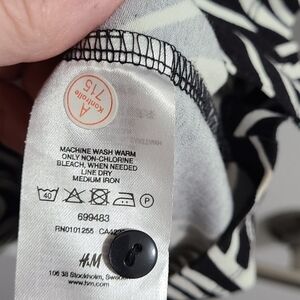 A
Kontrolle
715
MACHINE WASH WARM
ONLY NON-CHLORINE
BLEACH, WHEN NEEDED
LINE DRY
MEDIUM IRON
40 A P
699483
RN0101255 CA42
H&M
106 38 Stockholm, Sweden
www.hm.com